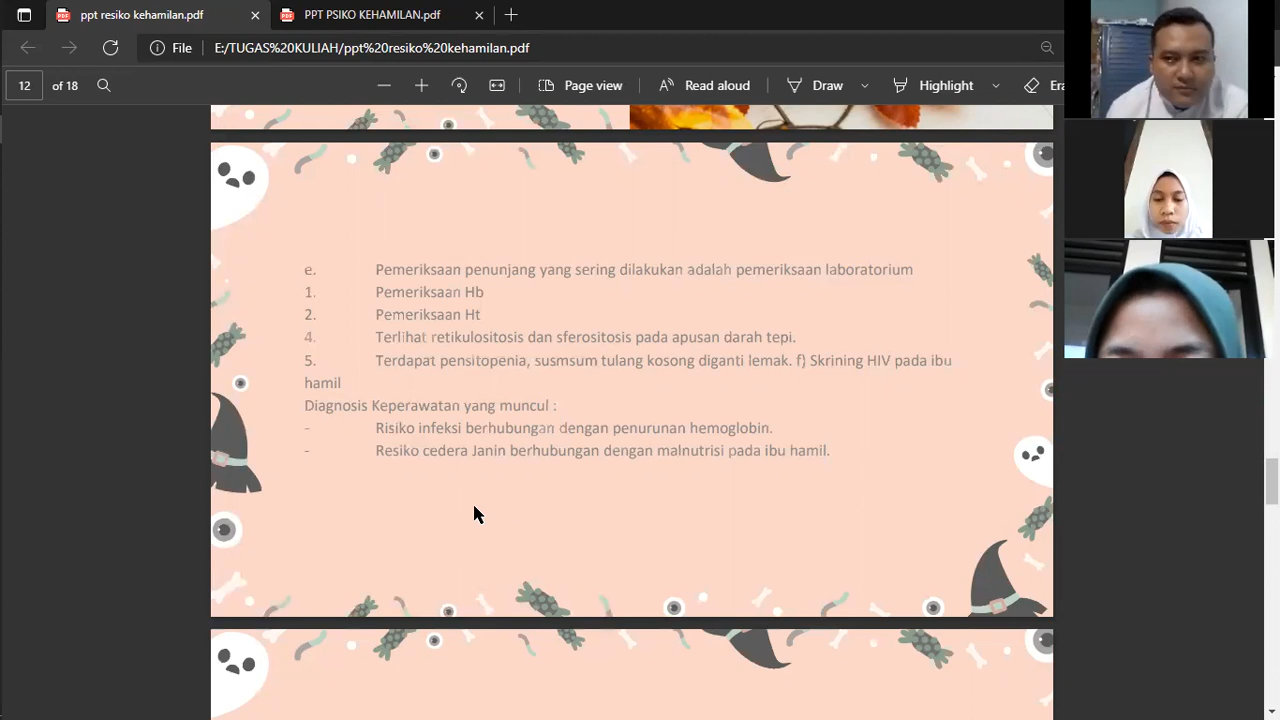 ppt resiko kehamilan.pdf
PPT PSIKO KEHAMILAN.pdf
File E:/TUGAS%20KULIAH/ppt%20resiko%20kehamilan.pdf
12 of 18 Page view Read aloud Draw Highlight Era
e. Pemeriksaan penunjang yang sering dilakukan adalah pemeriksaan laboratorium
1. Pemeriksaan Hb
2. Pemeriksaan Ht
4. Terlihat retikulositosis dan sferositosis pada apusan darah tepi.
5. Terdapat pensitopenia, susmsum tulang kosong diganti lemak. f) Skrining HIV pada ibu
hamil
Diagnosis Keperawatan yang muncul :
- Risiko infeksi berhubungan dengan penurunan hemoglobin.
- Resiko cedera Janin berhubungan dengan malnutrisi pada ibu hamil.